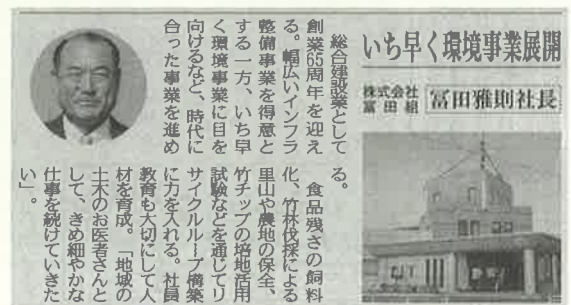 いち早く環境事業展開
株式会社
冨田組
冨田雅則社長
総合建設業として
創業65周年を迎え
る。幅広いインフラ
整備事業を得意と
する一方、いち早
く環境事業に目を
向けるなど、時代に
合った事業を進め
る。
食品残さの飼料
化、竹林伐採による
里山や農地の保全、
竹チップの培地活用
試験などを通じてリ
サイクルループ構築
に力を入れる。社員
教育も大切にして人
材を育成。「地域の
土木のお医者さんと
して、きめ細やかな
仕事を続けていきた
い」。